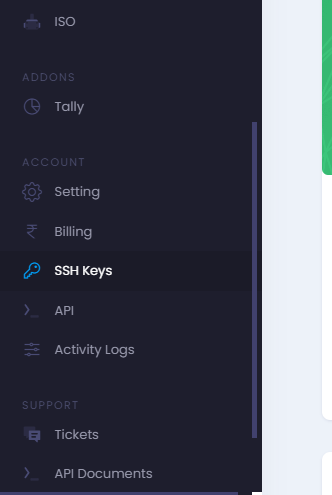 ISO
ADDONS
Tally
ACCOUNT
Setting
Billing
SSH Keys
API
Activity Logs
SUPPORT
Tickets
API Documents